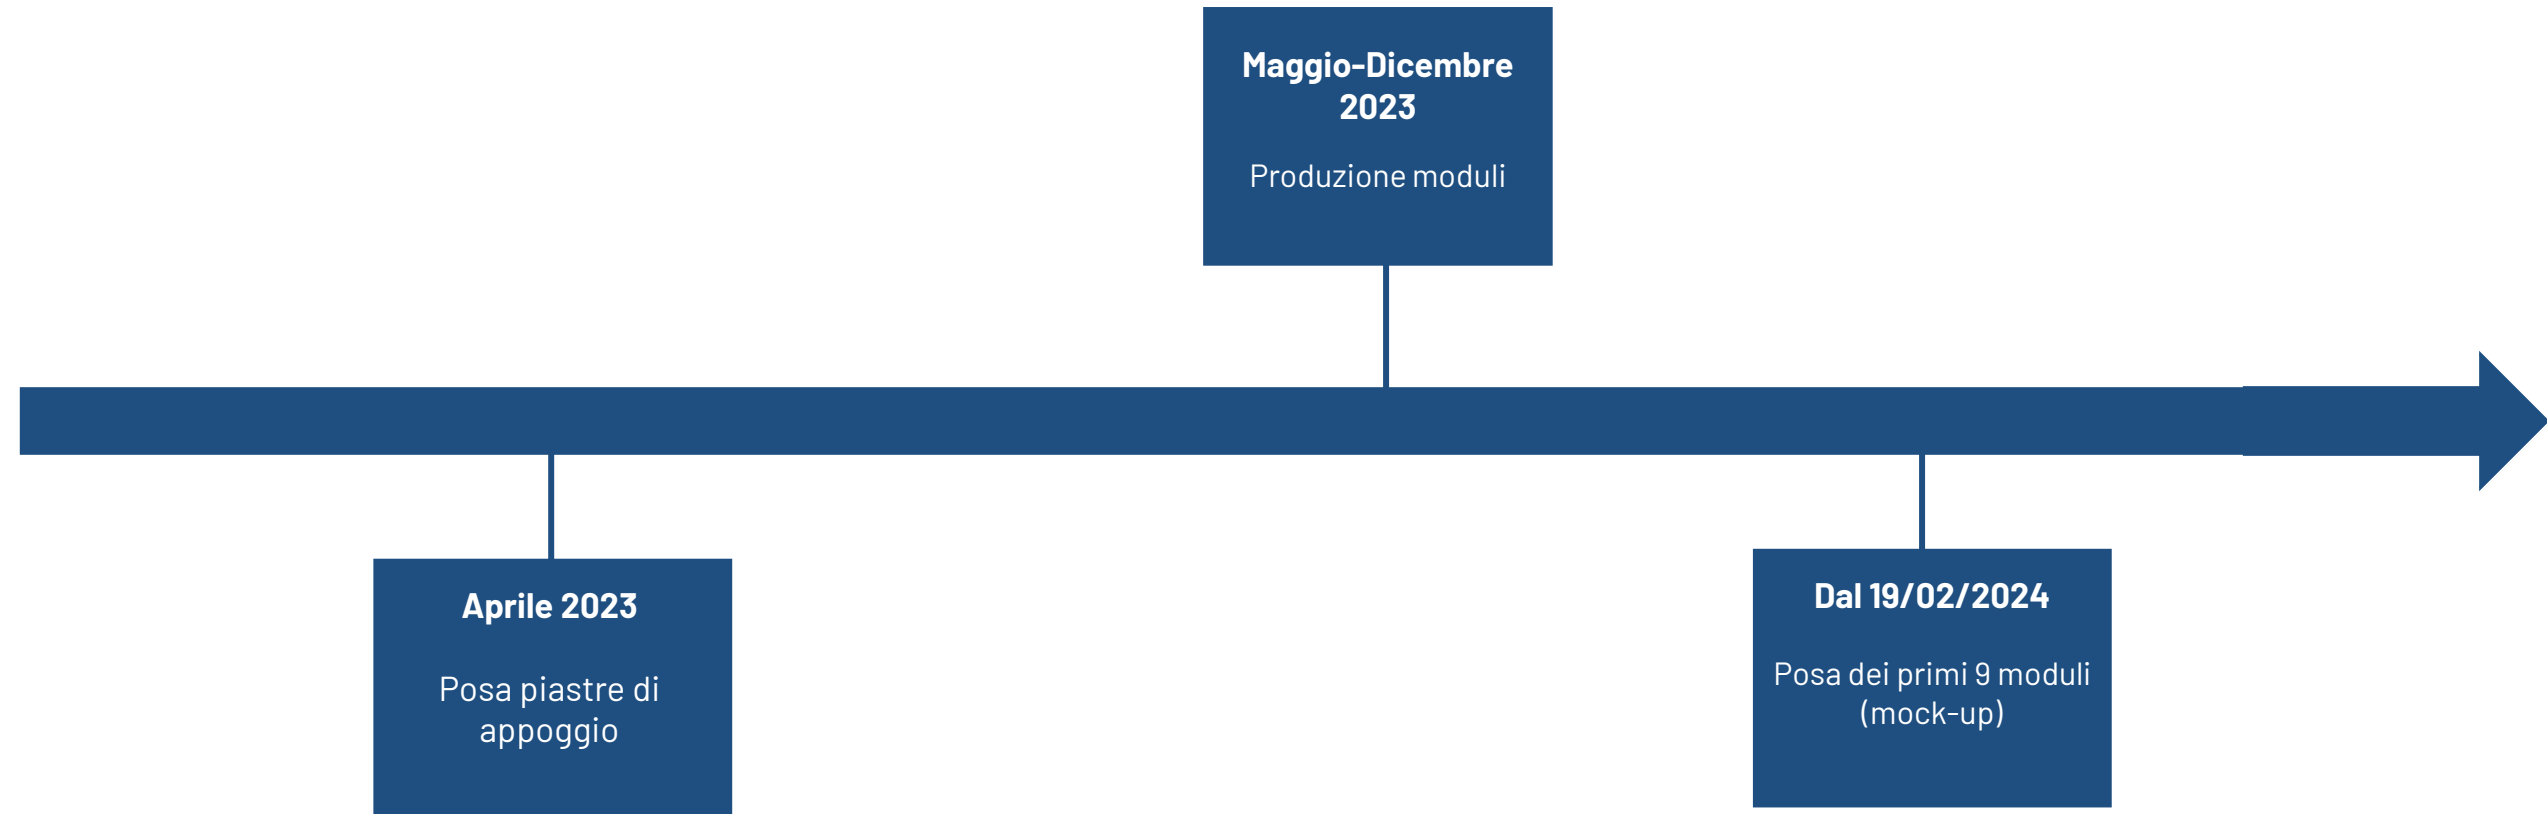 Maggio-Dicembre
2023
Produzione moduli
Aprile 2023
Posa piastre di
appoggio
Dal 19/02/2024
Posa dei primi 9 moduli
(mock-up)